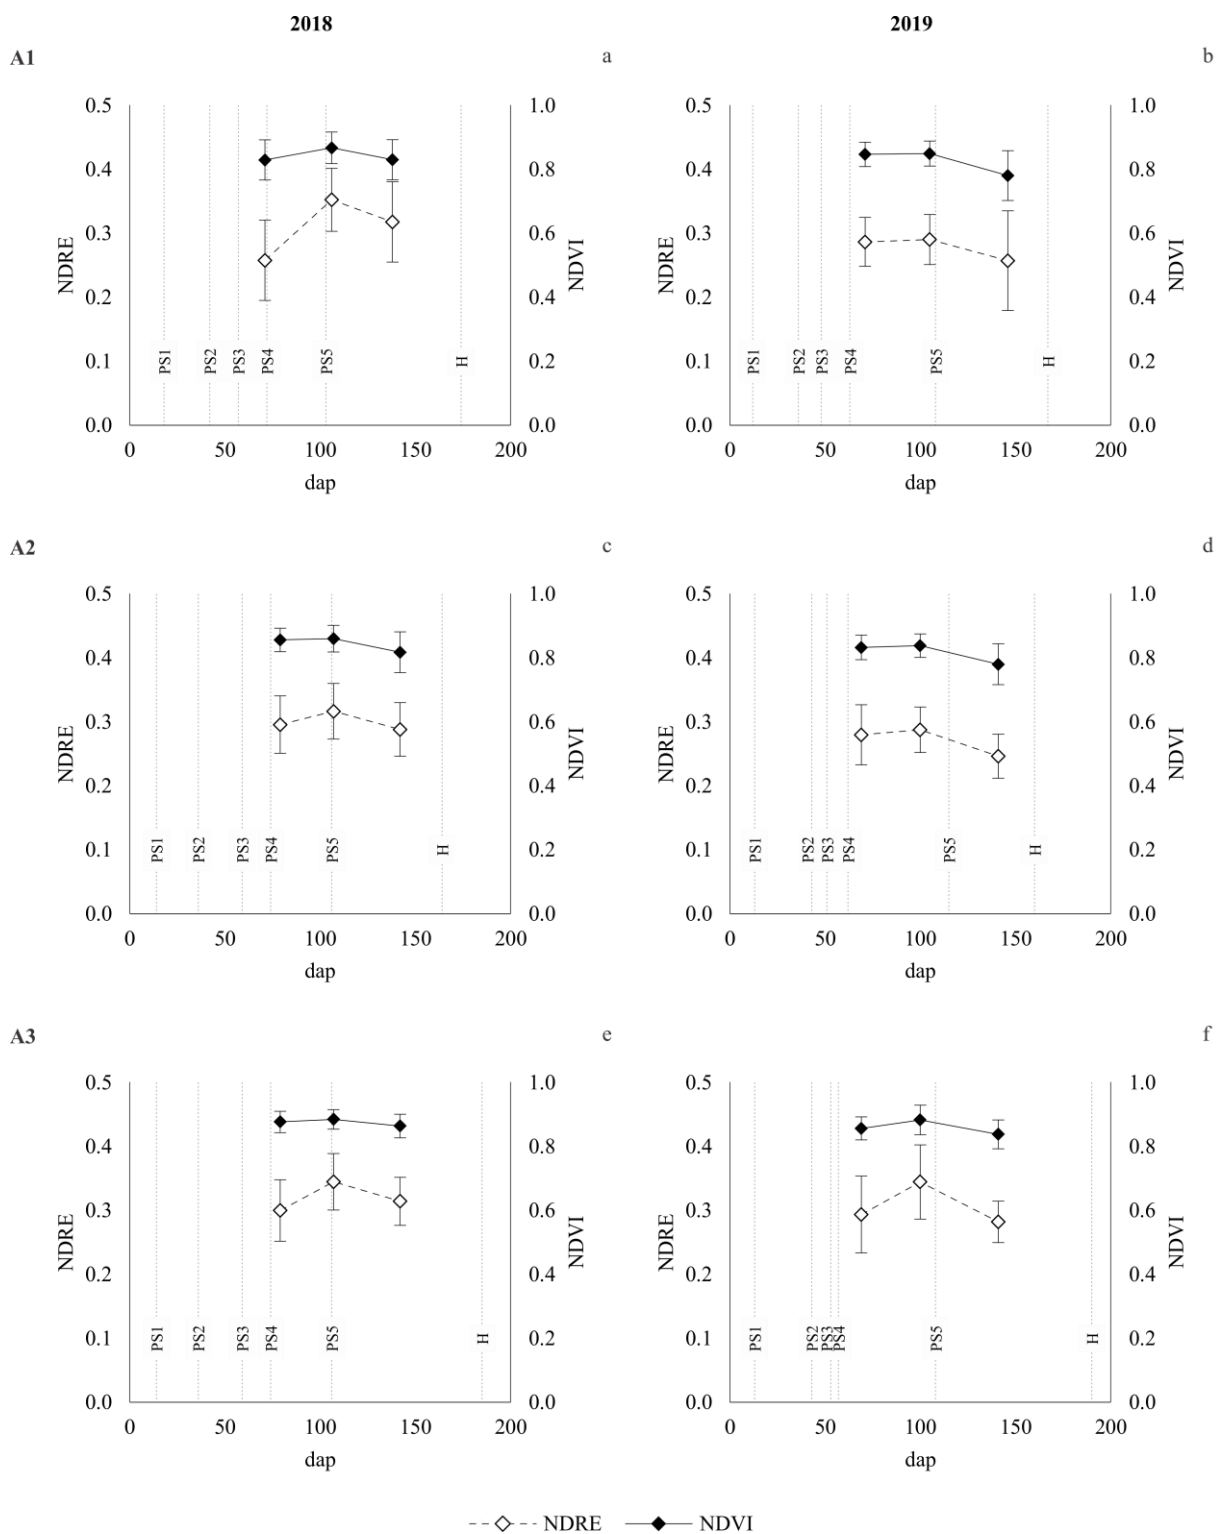 2018 2019
A1 a b
0.5 1.0 0.5 1.0
0.4 0.8 0.4 0.8
0.3 0.6 0.3 0.6
NDRE NDVI NDRE NDVI
0.2 0.4 0.2 0.4
0.1 PS1 PS2 PS3 PS4 PS5 H 0.2 0.1 PS1 PS2 PS3 PS4 PS5 H 0.2
0.0 0.0 0.0 0.0
0 50 100 150 200 0 50 100 150 200
dap dap
A2 c d
0.5 1.0 0.5 1.0
0.4 0.8 0.4 0.8
0.3 0.6 0.3 0.6
NDRE NDVI NDRE NDVI
0.2 0.4 0.2 0.4
0.1 PS1 PS2 PS3 PS4 PS5 H 0.2 0.1 PS1 PS2 PS3 PS4 PS5 H 0.2
0.0 0.0 0.0 0.0
0 50 100 150 200 0 50 100 150 200
dap dap
A3 e f
0.5 1.0 0.5 1.0
0.4 0.8 0.4 0.8
0.3 0.6 0.3 0.6
NDRE NDVI NDRE NDVI
0.2 0.4 0.2 0.4
0.1 PS1 PS2 PS3 PS4 PS5 H 0.2 0.1 PS1 PS2 PS3 PS4 PS5 H 0.2
0.0 0.0 0.0 0.0
0 50 100 150 200 0 50 100 150 200
dap dap
NDRE NDVI